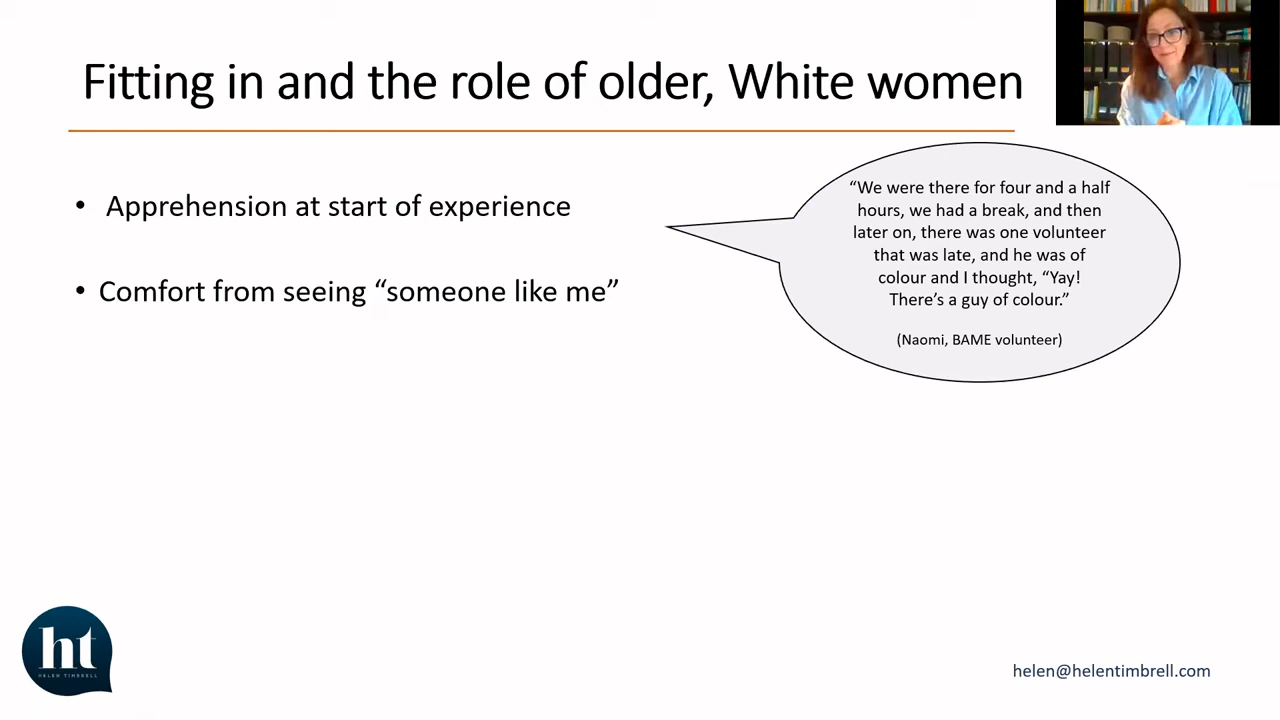 Fitting in and the role of older, White women
• Apprehension at start of experience
• Comfort from seeing “someone like me”
“We were there for four and a half
hours, we had a break, and then
later on, there was one volunteer
that was late, and he was of
colour and I thought, “Yay!
There’s a guy of colour.”
(Naomi, BAME volunteer)
ht
HELEN TIMBRELL
helen@helentimbrell.com